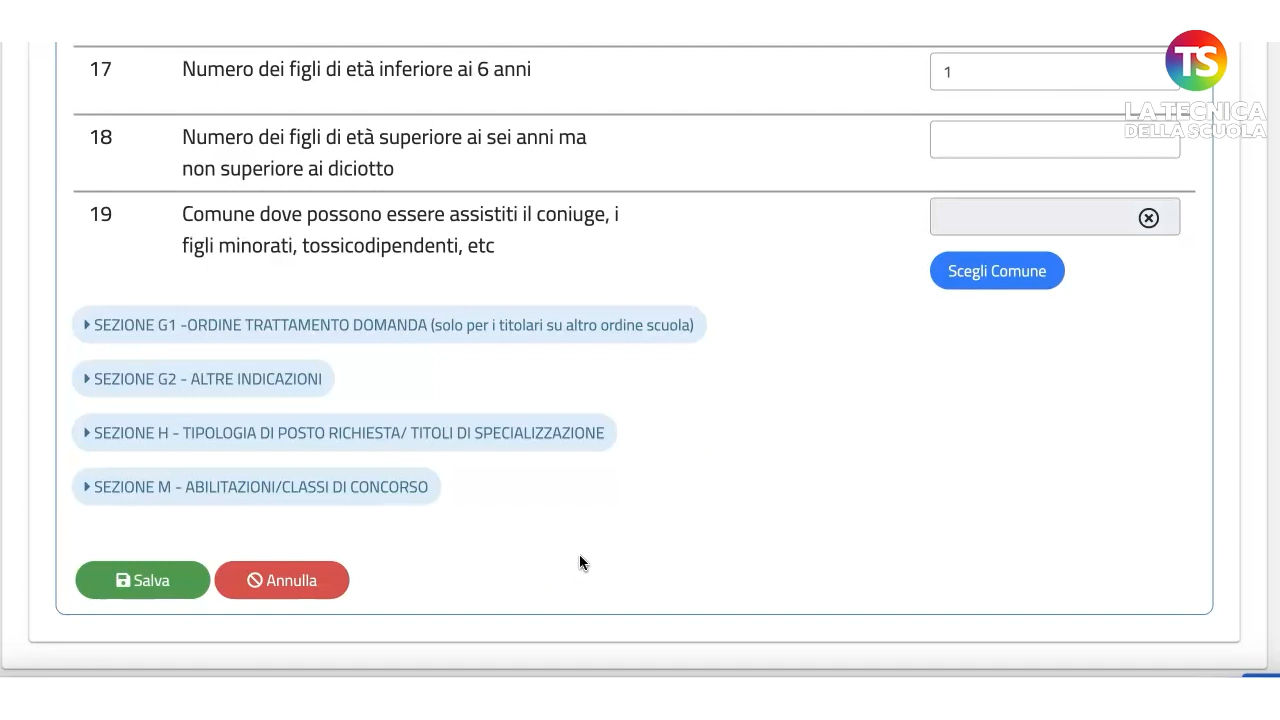 17 Numero dei figli di età inferiore ai 6 anni 1
TS
LA TECNICA
DELLA SCUOLA
18 Numero dei figli di età superiore ai sei anni ma
non superiore ai diciotto
19 Comune dove possono essere assistiti il coniuge, i
figli minorati, tossicodipendenti, etc
Scegli Comune
SEZIONE G1 -ORDINE TRATTAMENTO DOMANDA (solo per i titolari su altro ordine scuola)
SEZIONE G2 - ALTRE INDICAZIONI
SEZIONE H - TIPOLOGIA DI POSTO RICHIESTA/ TITOLI DI SPECIALIZZAZIONE
SEZIONE M - ABILITAZIONI/CLASSI DI CONCORSO
Salva Annulla